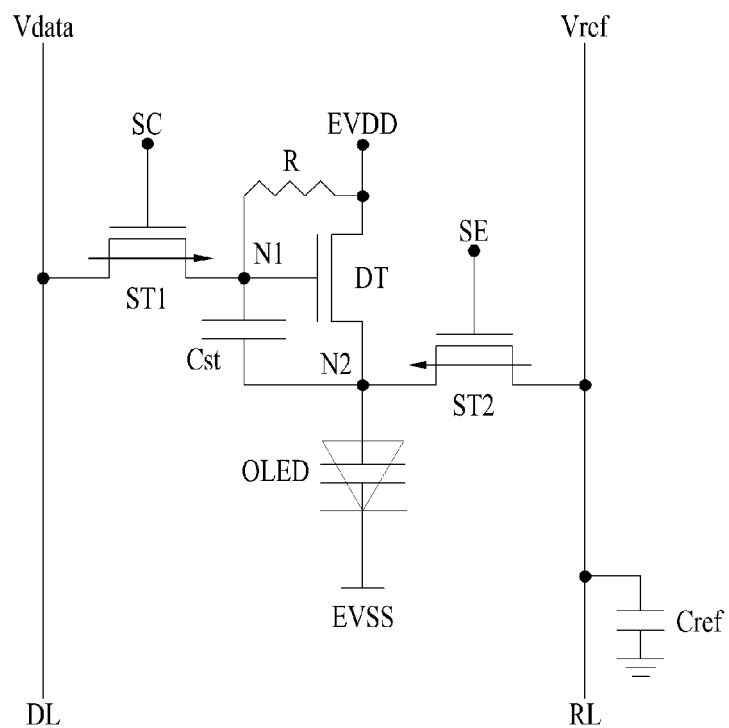 Vdata
Vref
SC
EVDD
R
SE
N1
DT
ST1
Cst
N2
ST2
OLED
EVSS
Cref
DL
RL